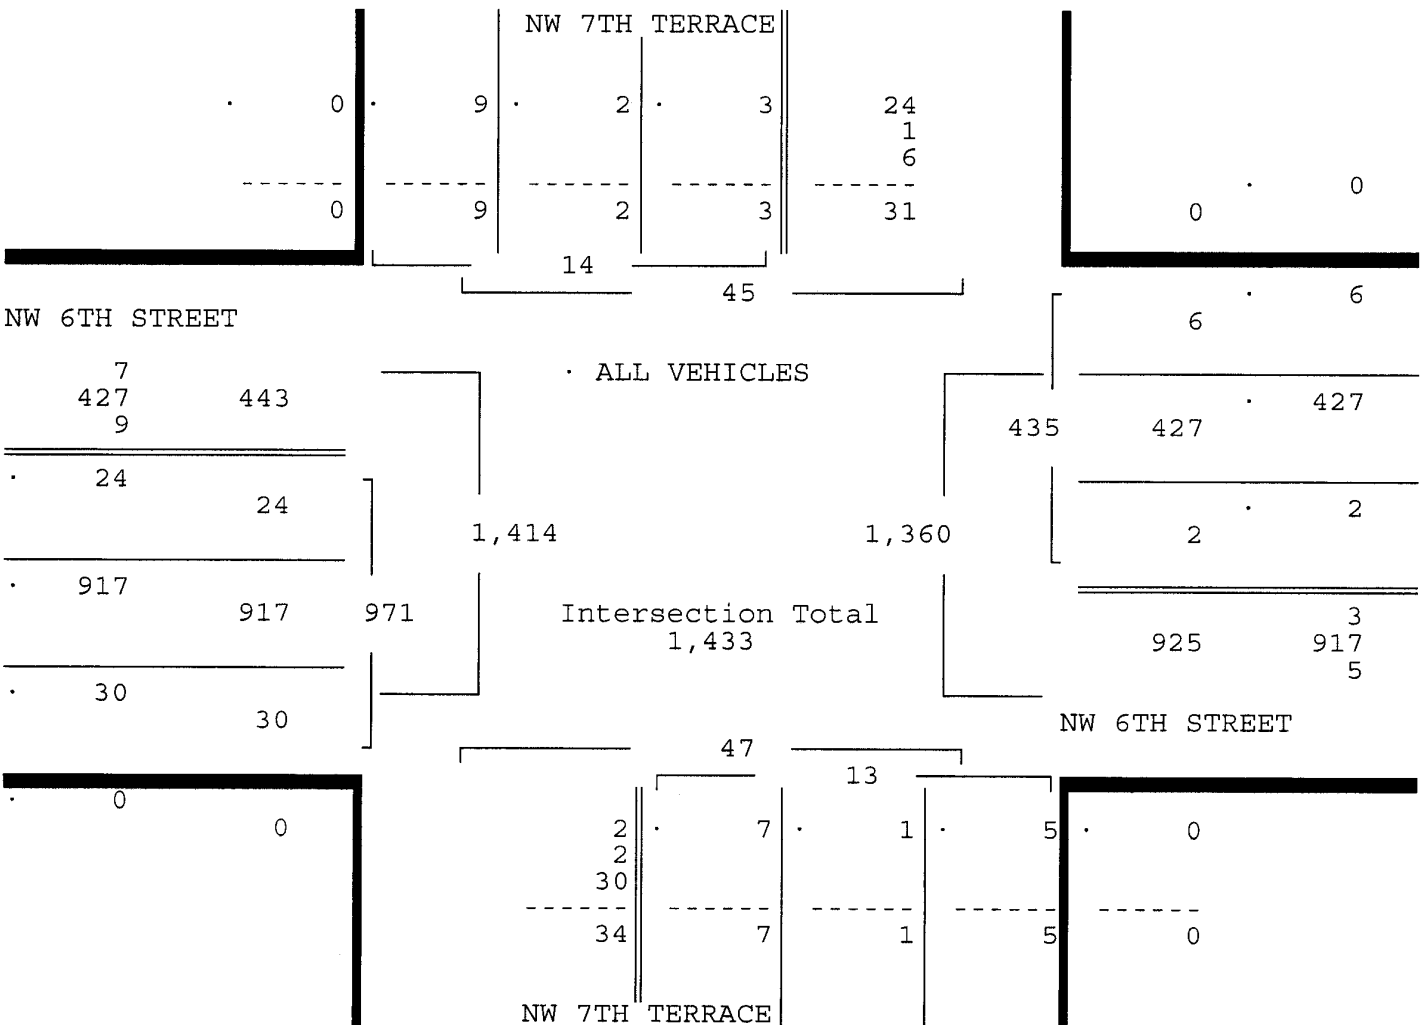 NW 7TH TERRACE
· 0 · 9 · 2 · 3 24
1
6
------ ------ ------ ------ ------
· 0
0 9 2 3 31
0
14
45
· 6
NW 6TH STREET
6
7
· ALL VEHICLES
427 443
· 427
9
435 427
· 24
24
· 2
1,414 1,360 2
· 917
917 971 Intersection Total
3
1,433
925 917
5
· 30
30
NW 6TH STREET
47
13
· 0
0
2 · 7 · 1 · 5 · 0
2
30
------ ------ ------ ------ ------
34 7 1 5 0
NW 7TH TERRACE